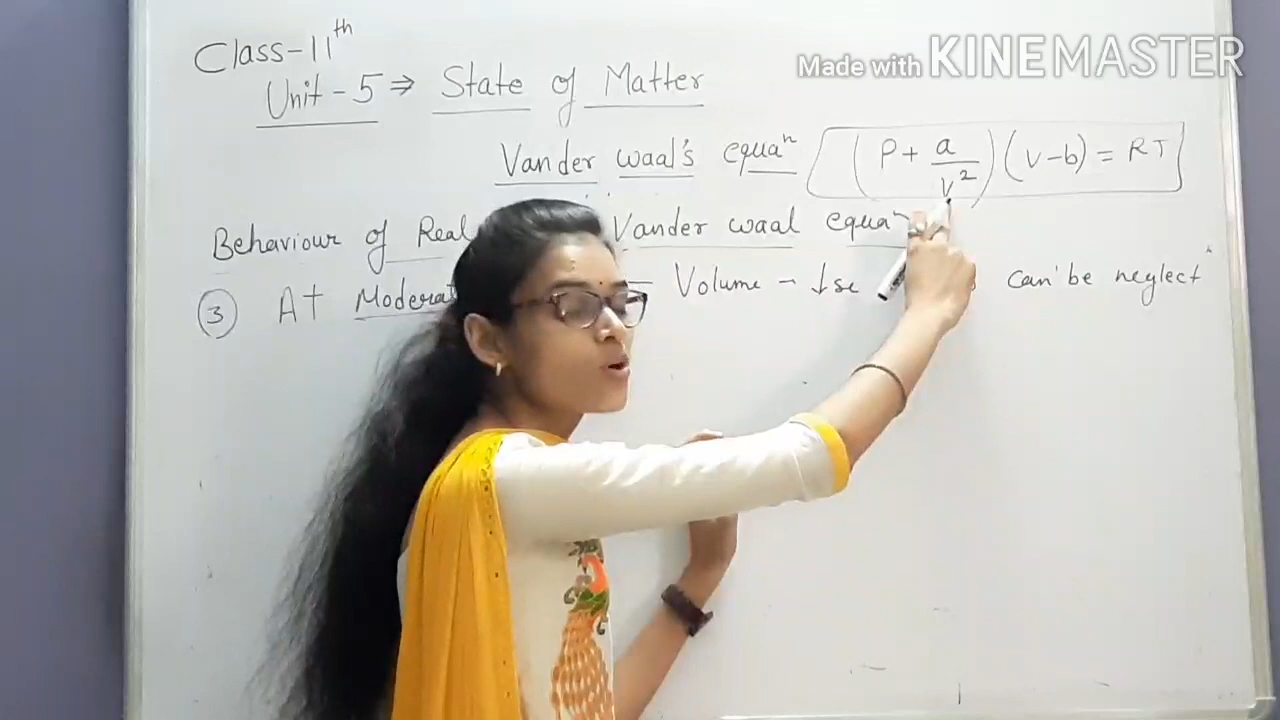 Class-11th
Made with KINEMASTER
Unit - 5 ⇒ State of Matter
Vander waal's equaⁿ (P + a/v²)(v-b) = RT
Behaviour of Real Vander waal equaⁿ
③ At Moderat Volume - ↓se can't be neglect